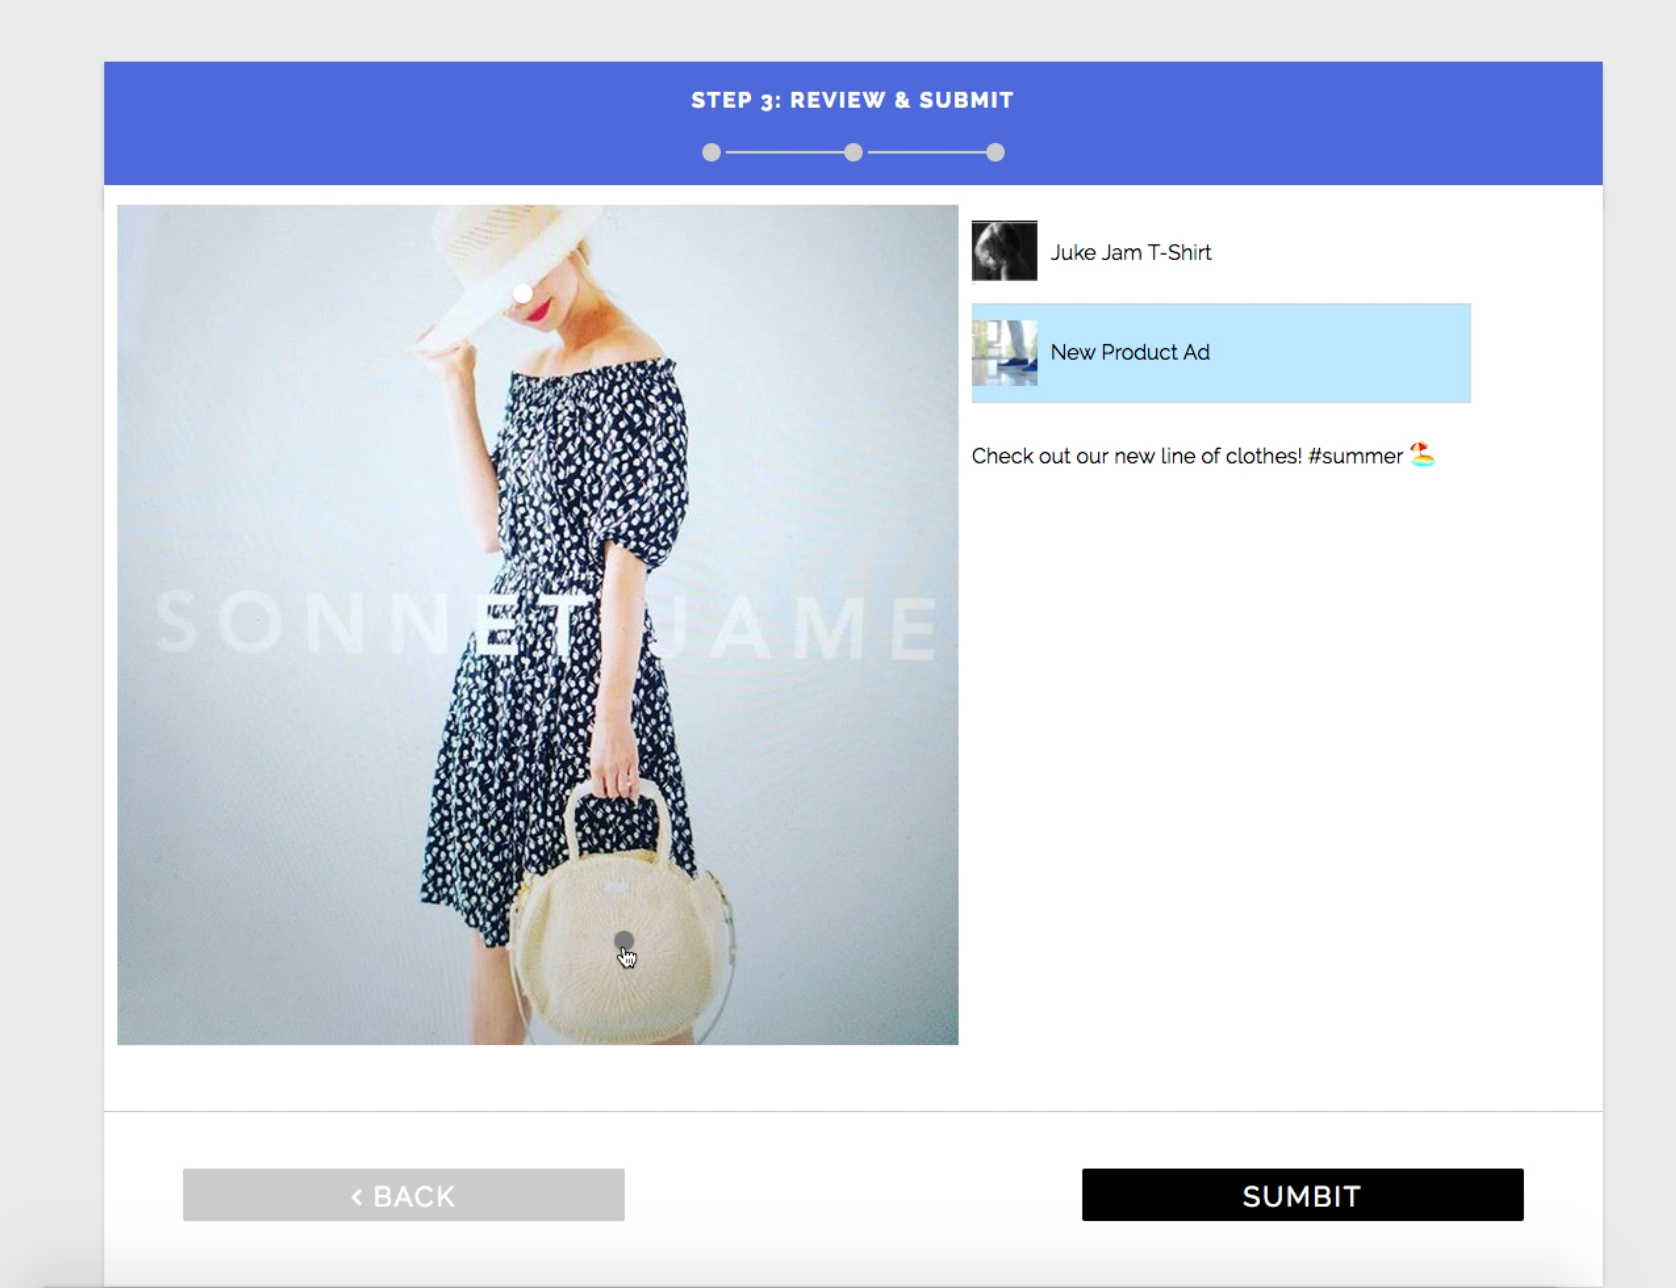 STEP 3: REVIEW & SUBMIT
SONNET JAME
Juke Jam T-Shirt
New Product Ad
Check out our new line of clothes! #summer 🏖️
< BACK
SUMBIT